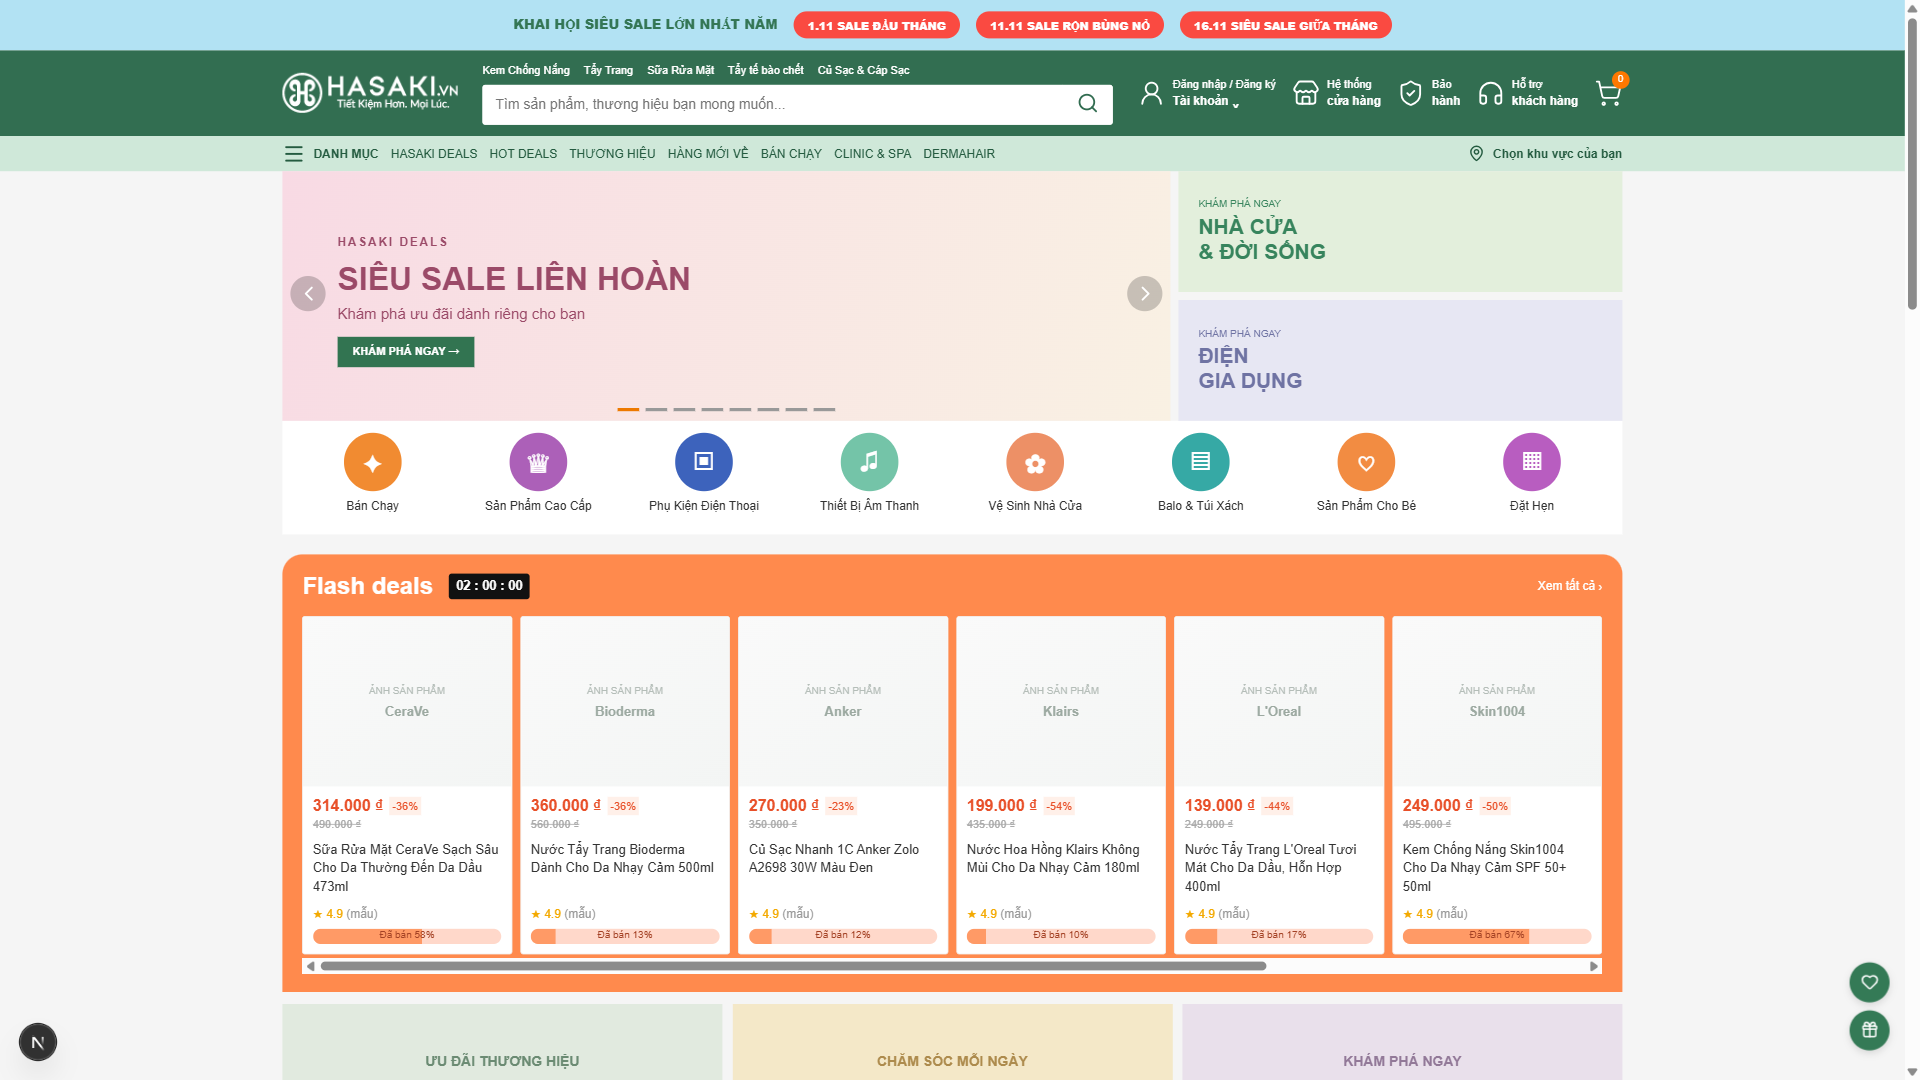 KHAI HỘI SIÊU SALE LỚN NHẤT NĂM
1.11 SALE ĐẦU THÁNG
11.11 SALE RỘN BÙNG NỔ
16.11 SIÊU SALE GIỮA THÁNG
HASAKI.VN
Tiết Kiệm Hơn. Mọi Lúc.
Kem Chống Nắng
Tẩy Trang
Sữa Rửa Mặt
Tẩy tế bào chết
Củ Sạc & Cáp Sạc
Tìm sản phẩm, thương hiệu bạn mong muốn...
Đăng nhập / Đăng ký
Tài khoản
Hệ thống
cửa hàng
Bảo
hành
Hỗ trợ
khách hàng
0
DANH MỤC
HASAKI DEALS
HOT DEALS
THƯƠNG HIỆU
HÀNG MỚI VỀ
BÁN CHẠY
CLINIC & SPA
DERMAHAIR
Chọn khu vực của bạn
HASAKI DEALS
SIÊU SALE LIÊN HOÀN
Khám phá ưu đãi dành riêng cho bạn
KHÁM PHÁ NGAY →
KHÁM PHÁ NGAY
NHÀ CỬA
& ĐỜI SỐNG
KHÁM PHÁ NGAY
ĐIỆN
GIA DỤNG
Bán Chạy
Sản Phẩm Cao Cấp
Phụ Kiện Điện Thoại
Thiết Bị Âm Thanh
Vệ Sinh Nhà Cửa
Balo & Túi Xách
Sản Phẩm Cho Bé
Đặt Hẹn
Flash deals
02 : 00 : 00
Xem tất cả ›
ẢNH SẢN PHẨM
CeraVe
314.000 ₫ -36%
490.000 ₫
Sữa Rửa Mặt CeraVe Sạch Sâu
Cho Da Thường Đến Da Dầu
473ml
★ 4.9 (mẫu)
Đã bán 58%
ẢNH SẢN PHẨM
Bioderma
360.000 ₫ -36%
560.000 ₫
Nước Tẩy Trang Bioderma
Dành Cho Da Nhạy Cảm 500ml
★ 4.9 (mẫu)
Đã bán 13%
ẢNH SẢN PHẨM
Anker
270.000 ₫ -23%
350.000 ₫
Củ Sạc Nhanh 1C Anker Zolo
A2698 30W Màu Đen
★ 4.9 (mẫu)
Đã bán 12%
ẢNH SẢN PHẨM
Klairs
199.000 ₫ -54%
435.000 ₫
Nước Hoa Hồng Klairs Không
Mùi Cho Da Nhạy Cảm 180ml
★ 4.9 (mẫu)
Đã bán 10%
ẢNH SẢN PHẨM
L'Oreal
139.000 ₫ -44%
249.000 ₫
Nước Tẩy Trang L'Oreal Tươi
Mát Cho Da Dầu, Hỗn Hợp
400ml
★ 4.9 (mẫu)
Đã bán 17%
ẢNH SẢN PHẨM
Skin1004
249.000 ₫ -50%
495.000 ₫
Kem Chống Nắng Skin1004
Cho Da Nhạy Cảm SPF 50+
50ml
★ 4.9 (mẫu)
Đã bán 67%
ƯU ĐÃI THƯƠNG HIỆU
CHĂM SÓC MỖI NGÀY
KHÁM PHÁ NGAY
N